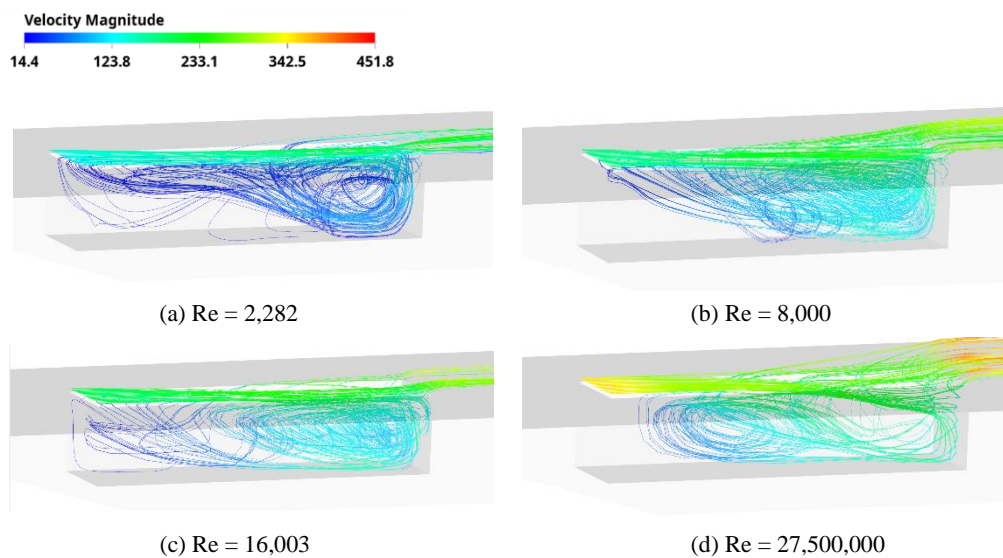 Velocity Magnitude
14.4 123.8 233.1 342.5 451.8
(a) Re = 2,282
(b) Re = 8,000
(c) Re = 16,003
(d) Re = 27,500,000